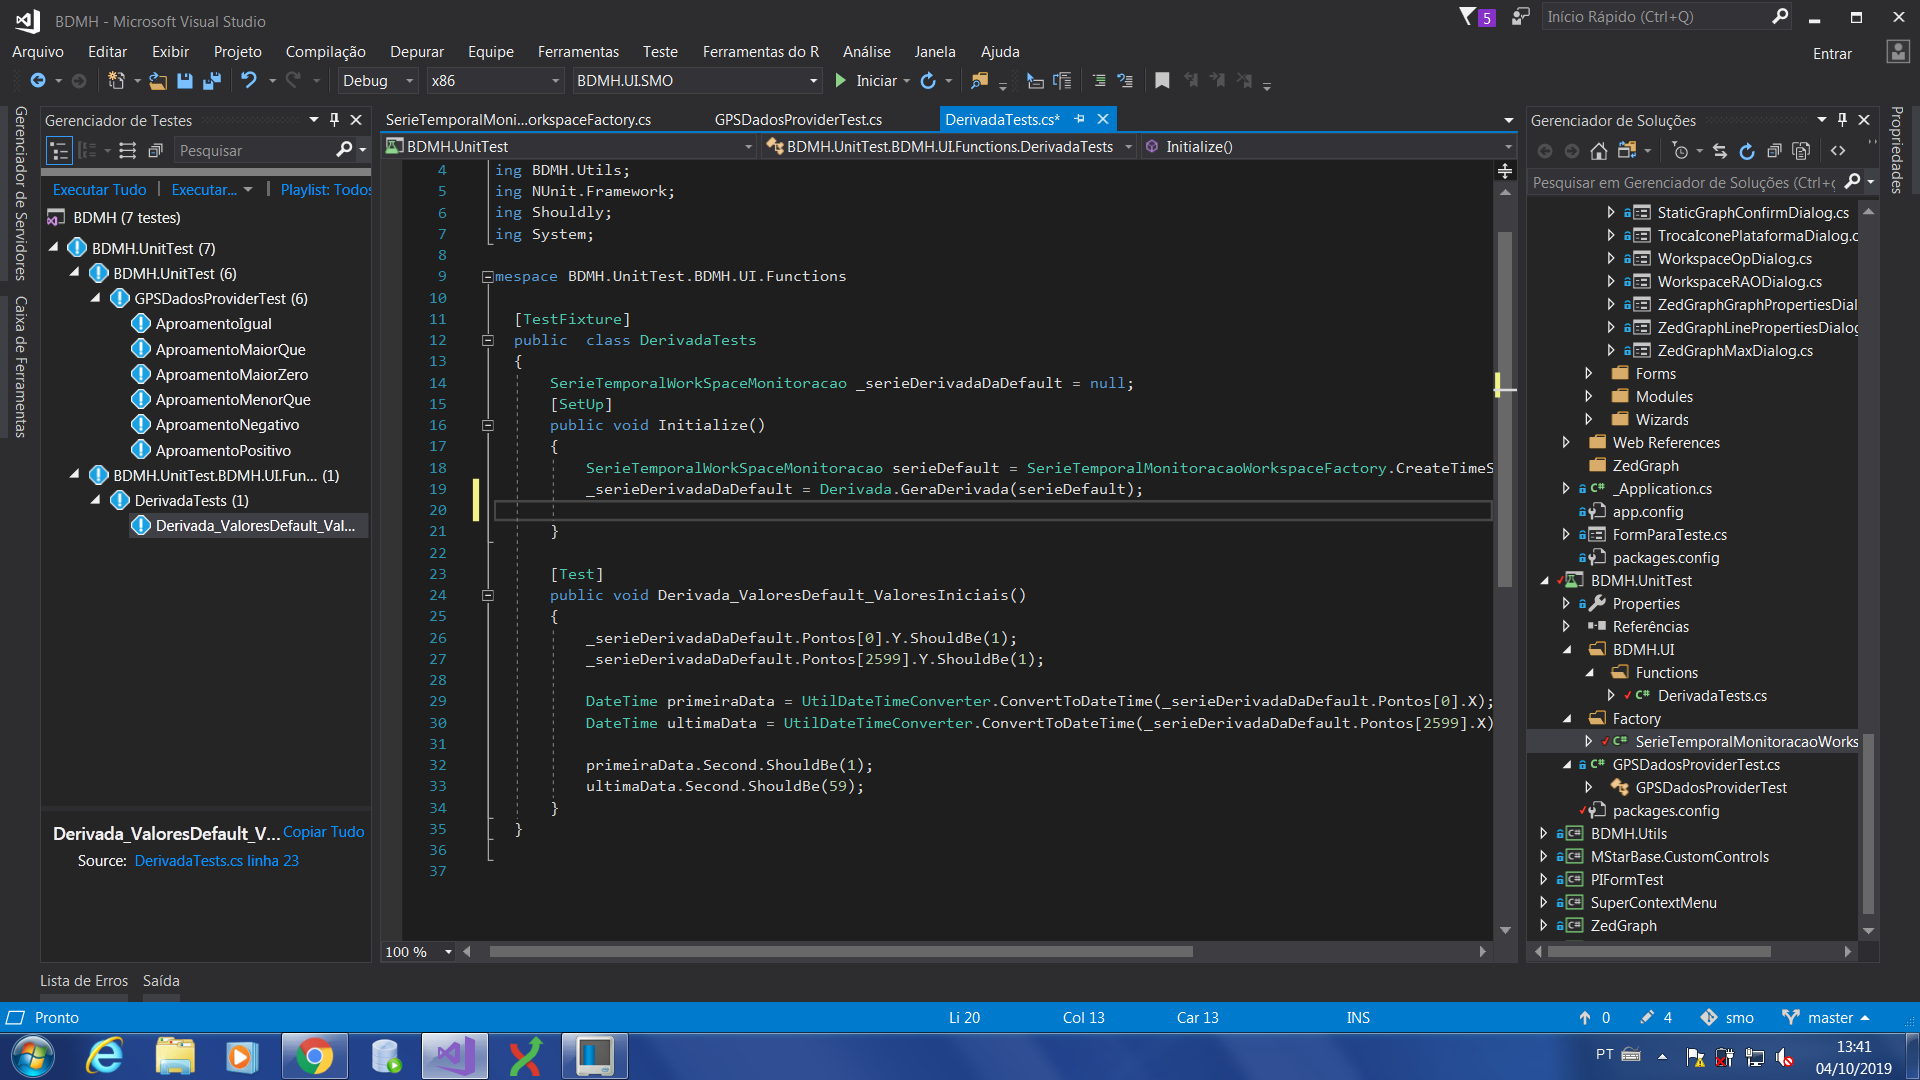 BDMH - Microsoft Visual Studio
5
Início Rápido (Ctrl+Q)
Arquivo Editar Exibir Projeto Compilação Depurar Equipe Ferramentas Teste Ferramentas do R Análise Janela Ajuda
Entrar
Debug x86 BDMH.UI.SMO Iniciar
Gerenciador de Servidores
Caixa de Ferramentas
Gerenciador de Testes
Pesquisar
Executar Tudo | Executar... | Playlist: Todos
BDMH (7 testes)
BDMH.UnitTest (7)
BDMH.UnitTest (6)
GPSDadosProviderTest (6)
AproamentoIgual
AproamentoMaiorQue
AproamentoMaiorZero
AproamentoMenorQue
AproamentoNegativo
AproamentoPositivo
BDMH.UnitTest.BDMH.UI.Fun... (1)
DerivadaTests (1)
Derivada_ValoresDefault_Val...
Derivada_ValoresDefault_V... Copiar Tudo
Source: DerivadaTests.cs linha 23
SerieTemporalMoni...orkspaceFactory.cs GPSDadosProviderTest.cs DerivadaTests.cs*
BDMH.UnitTest BDMH.UnitTest.BDMH.UI.Functions.DerivadaTests Initialize()
4 ing BDMH.Utils;
5 ing NUnit.Framework;
6 ing Shouldly;
7 ing System;
8
9 mespace BDMH.UnitTest.BDMH.UI.Functions
10
11 [TestFixture]
12 public class DerivadaTests
13 {
14 SerieTemporalWorkSpaceMonitoracao _serieDerivadaDaDefault = null;
15 [SetUp]
16 public void Initialize()
17 {
18 SerieTemporalWorkSpaceMonitoracao serieDefault = SerieTemporalMonitoracaoWorkspaceFactory.CreateTimeS
19 _serieDerivadaDaDefault = Derivada.GeraDerivada(serieDefault);
20
21 }
22
23 [Test]
24 public void Derivada_ValoresDefault_ValoresIniciais()
25 {
26 _serieDerivadaDaDefault.Pontos[0].Y.ShouldBe(1);
27 _serieDerivadaDaDefault.Pontos[2599].Y.ShouldBe(1);
28
29 DateTime primeiraData = UtilDateTimeConverter.ConvertToDateTime(_serieDerivadaDaDefault.Pontos[0].X);
30 DateTime ultimaData = UtilDateTimeConverter.ConvertToDateTime(_serieDerivadaDaDefault.Pontos[2599].X)
31
32 primeiraData.Second.ShouldBe(1);
33 ultimaData.Second.ShouldBe(59);
34 }
35 }
36
37
100 %
Gerenciador de Soluções
Pesquisar em Gerenciador de Soluções (Ctrl+ç
StaticGraphConfirmDialog.cs
TrocaIconePlataformaDialog.c
WorkspaceOpDialog.cs
WorkspaceRAODialog.cs
ZedGraphGraphPropertiesDial
ZedGraphLinePropertiesDialog
ZedGraphMaxDialog.cs
Forms
Modules
Wizards
Web References
ZedGraph
_Application.cs
app.config
FormParaTeste.cs
packages.config
BDMH.UnitTest
Properties
Referências
BDMH.UI
Functions
DerivadaTests.cs
Factory
SerieTemporalMonitoracaoWorks
GPSDadosProviderTest.cs
GPSDadosProviderTest
packages.config
BDMH.Utils
MStarBase.CustomControls
PIFormTest
SuperContextMenu
ZedGraph
Propriedades
Lista de Erros Saída
Pronto Li 20 Col 13 Car 13 INS 0 4 smo master
PT 13:41
04/10/2019